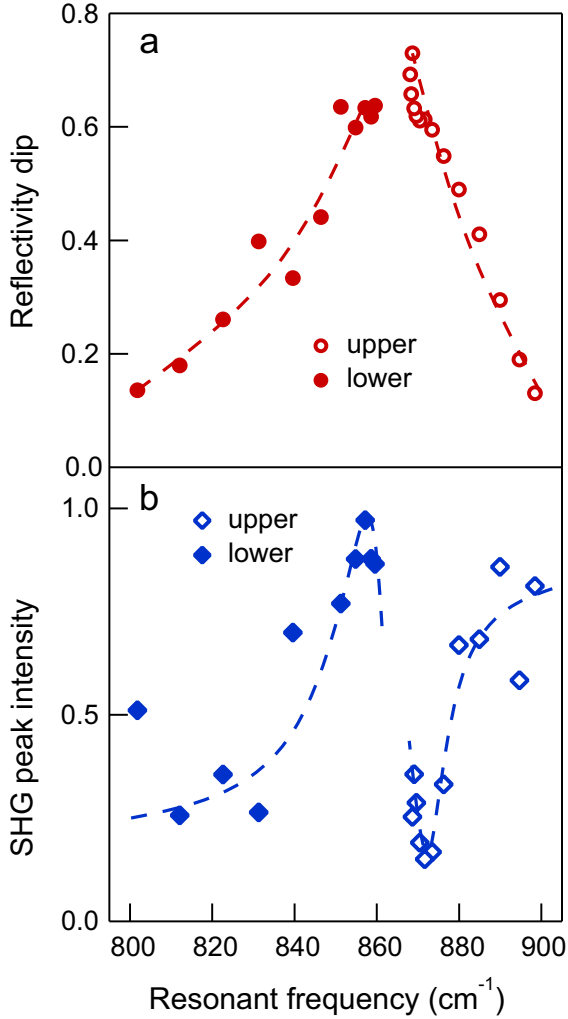 0.8
a
0.6
0.4
0.2
0.0
Reflectivity dip
upper
lower
b
1.0
0.5
0.0
SHG peak intensity
upper
lower
800 820 840 860 880 900
Resonant frequency (cm⁻¹)